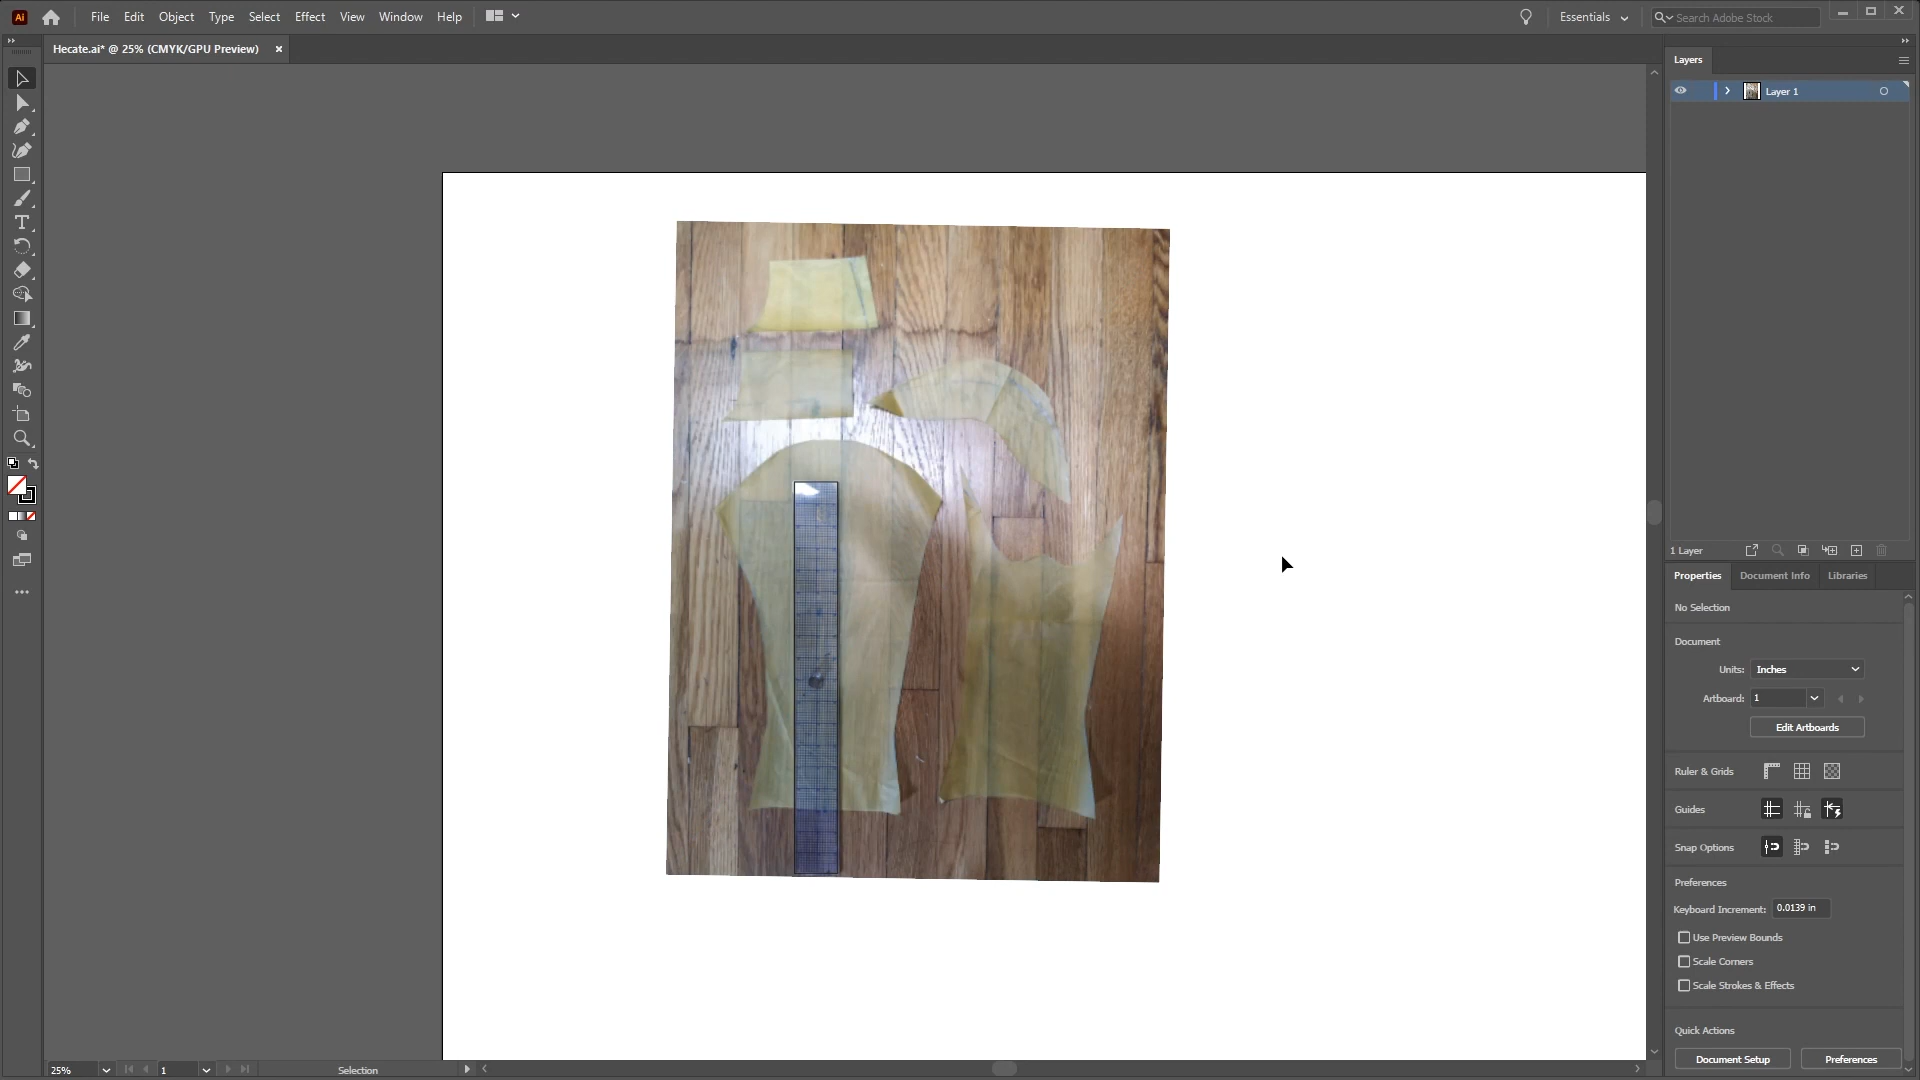 Ai File Edit Object Type Select Effect View Window Help Essentials Search Adobe Stock
Hecate.ai* @ 25% (CMYK/GPU Preview)
Layers
Layer 1
1 Layer
Properties Document Info Libraries
No Selection
Document
Units: Inches
Artboard: 1
Edit Artboards
Ruler & Grids
Guides
Snap Options
Preferences
Keyboard Increment: 0.0139 in
Use Preview Bounds
Scale Corners
Scale Strokes & Effects
Quick Actions
Document Setup Preferences
25% 1 Selection